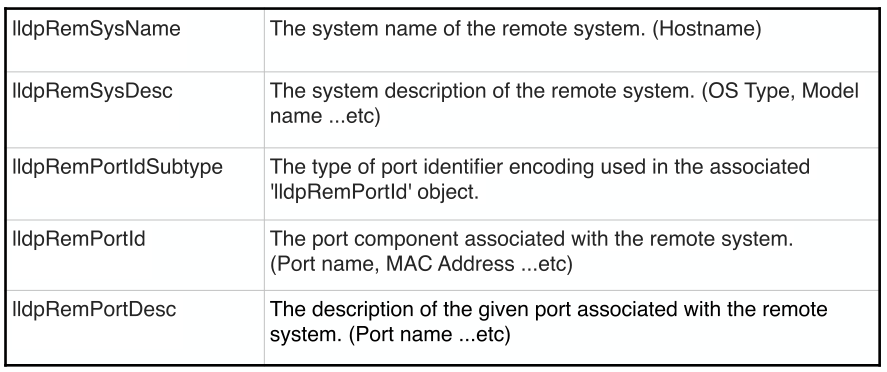 lldpRemSysName
The system name of the remote system. (Hostname)
lldpRemSysDesc
The system description of the remote system. (OS Type, Model
name ...etc)
lldpRemPortIdSubtype
The type of port identifier encoding used in the associated
'lldpRemPortId' object.
lldpRemPortId
The port component associated with the remote system.
(Port name, MAC Address ...etc)
lldpRemPortDesc
The description of the given port associated with the remote
system. (Port name ...etc)